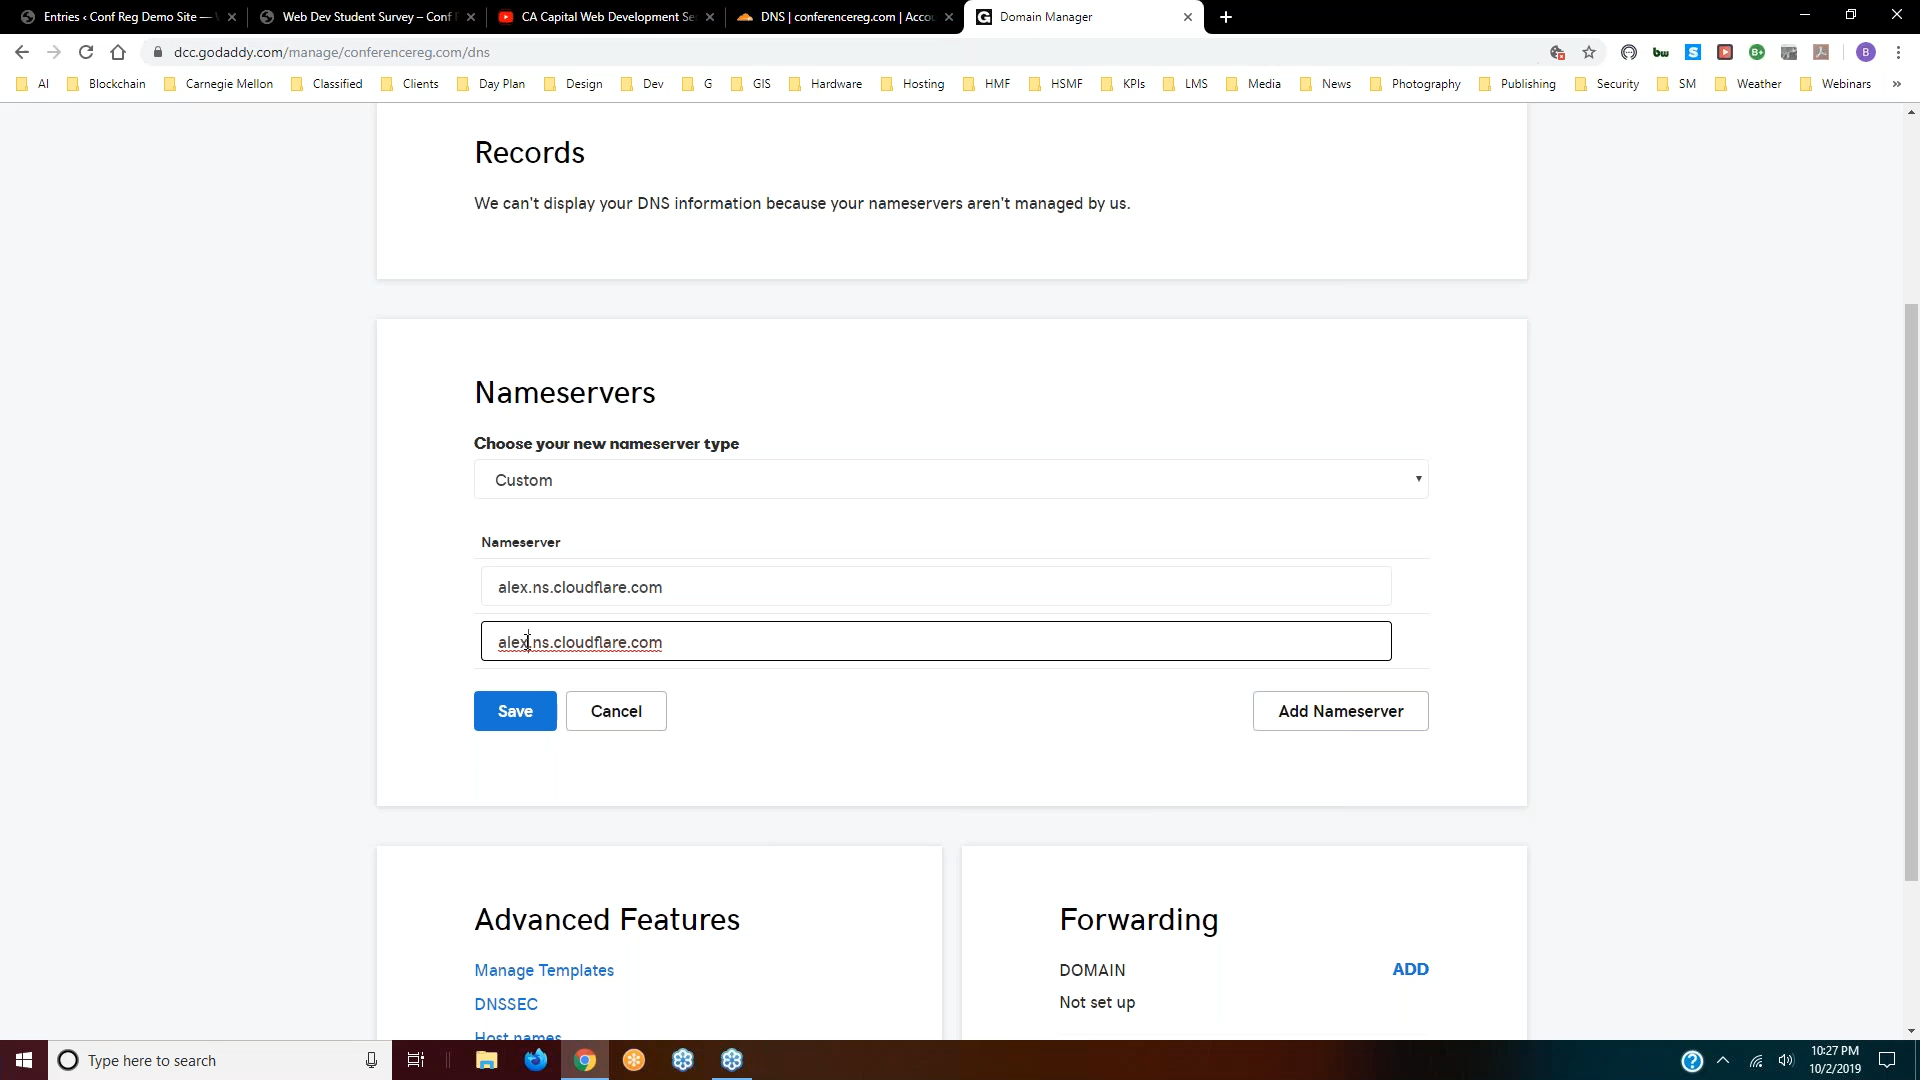 Entries ‹ Conf Reg Demo Site —
Web Dev Student Survey – Conf
CA Capital Web Development Se
DNS | conferencereg.com | Accou
Domain Manager
dcc.godaddy.com/manage/conferencereg.com/dns
AI
Blockchain
Carnegie Mellon
Classified
Clients
Day Plan
Design
Dev
G
GIS
Hardware
Hosting
HMF
HSMF
KPIs
LMS
Media
News
Photography
Publishing
Security
SM
Weather
Webinars
»
Records
We can't display your DNS information because your nameservers aren't managed by us.
Nameservers
Choose your new nameserver type
Custom
Nameserver
alex.ns.cloudflare.com
alex.ns.cloudflare.com
Save
Cancel
Add Nameserver
Advanced Features
Manage Templates
DNSSEC
Host names
Forwarding
DOMAIN
ADD
Not set up
Type here to search
10:27 PM
10/2/2019